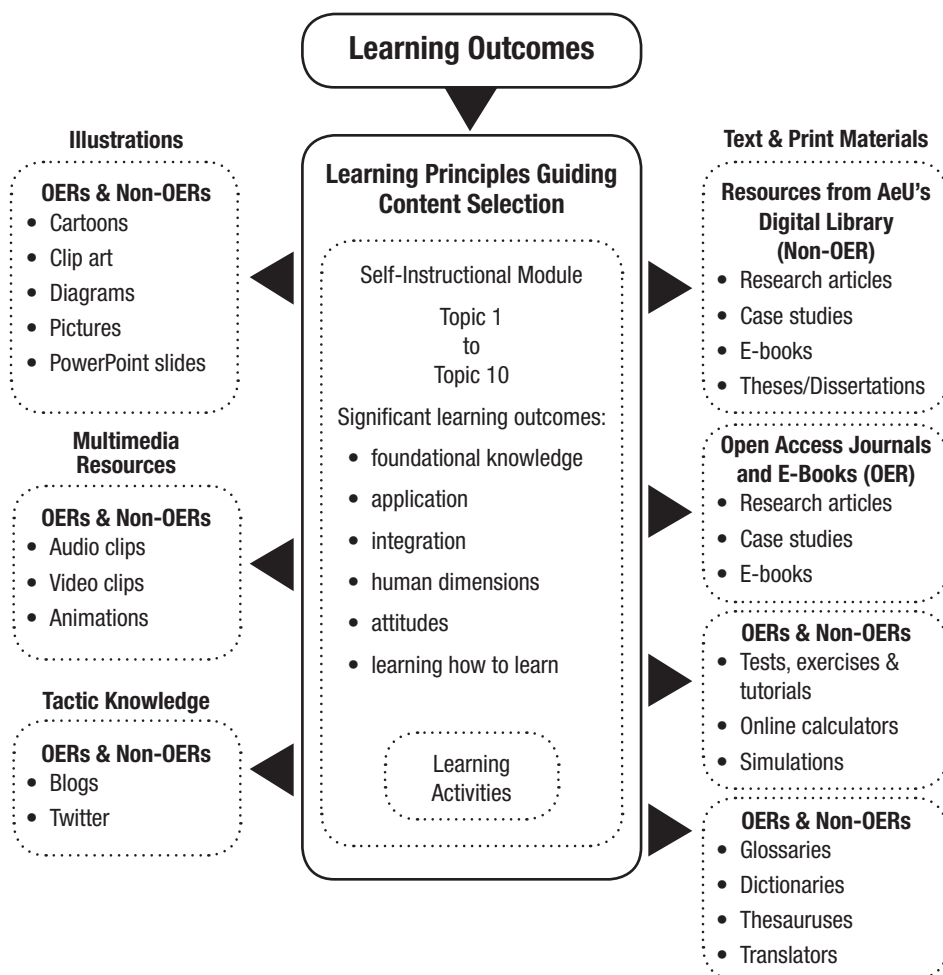 Learning Outcomes
Illustrations
OERs & Non-OERs
• Cartoons
• Clip art
• Diagrams
• Pictures
• PowerPoint slides
Multimedia
Resources
OERs & Non-OERs
• Audio clips
• Video clips
• Animations
Tactic Knowledge
OERs & Non-OERs
• Blogs
• Twitter
Learning Principles Guiding
Content Selection
Self-Instructional Module
Topic 1
to
Topic 10
Significant learning outcomes:
• foundational knowledge
• application
• integration
• human dimensions
• attitudes
• learning how to learn
Learning
Activities
Text & Print Materials
Resources from AeU’s
Digital Library
(Non-OER)
• Research articles
• Case studies
• E-books
• Theses/Dissertations
Open Access Journals
and E-Books (OER)
• Research articles
• Case studies
• E-books
OERs & Non-OERs
• Tests, exercises &
tutorials
• Online calculators
• Simulations
OERs & Non-OERs
• Glossaries
• Dictionaries
• Thesauruses
• Translators